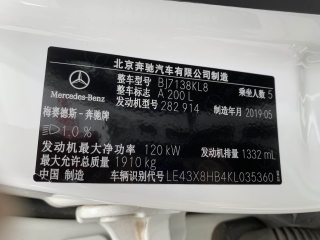 北京奔驰汽车有限公司制造
整车型号 BJ7138KL8 乘坐人数 5
整车标志 A 200 L
Mercedes-Benz
发动机型号 282 914 制造年月 2019-05
梅赛德斯-奔驰牌
1.0 %
发动机最大净功率 120 kW 发动机排量 1332 mL
最大允许总质量 1910 kg
中国 制造 车辆识别代号 LE43X8HB4KL035360